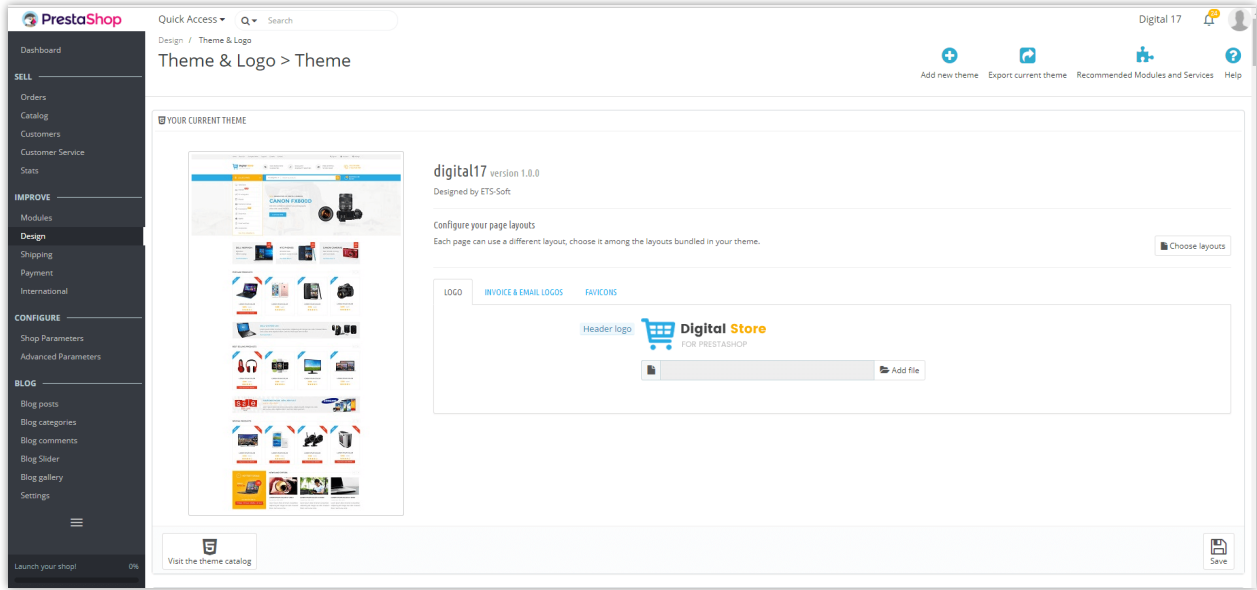 PrestaShop
Quick Access
Search
Digital 17
Design / Theme & Logo
Theme & Logo > Theme
Add new theme
Export current theme
Recommended Modules and Services
Help
Dashboard
SELL
Orders
Catalog
Customers
Customer Service
Stats
IMPROVE
Modules
Design
Shipping
Payment
International
CONFIGURE
Shop Parameters
Advanced Parameters
BLOG
Blog posts
Blog categories
Blog comments
Blog Slider
Blog gallery
Settings
Launch your shop! 0%
YOUR CURRENT THEME
CANON FX800D
digital17 version 1.0.0
Designed by ETS-Soft
Configure your page layouts
Each page can use a different layout, choose it among the layouts bundled in your theme.
Choose layouts
LOGO
INVOICE & EMAIL LOGOS
FAVICONS
Header logo
Digital Store
FOR PRESTASHOP
Add file
Visit the theme catalog
Save